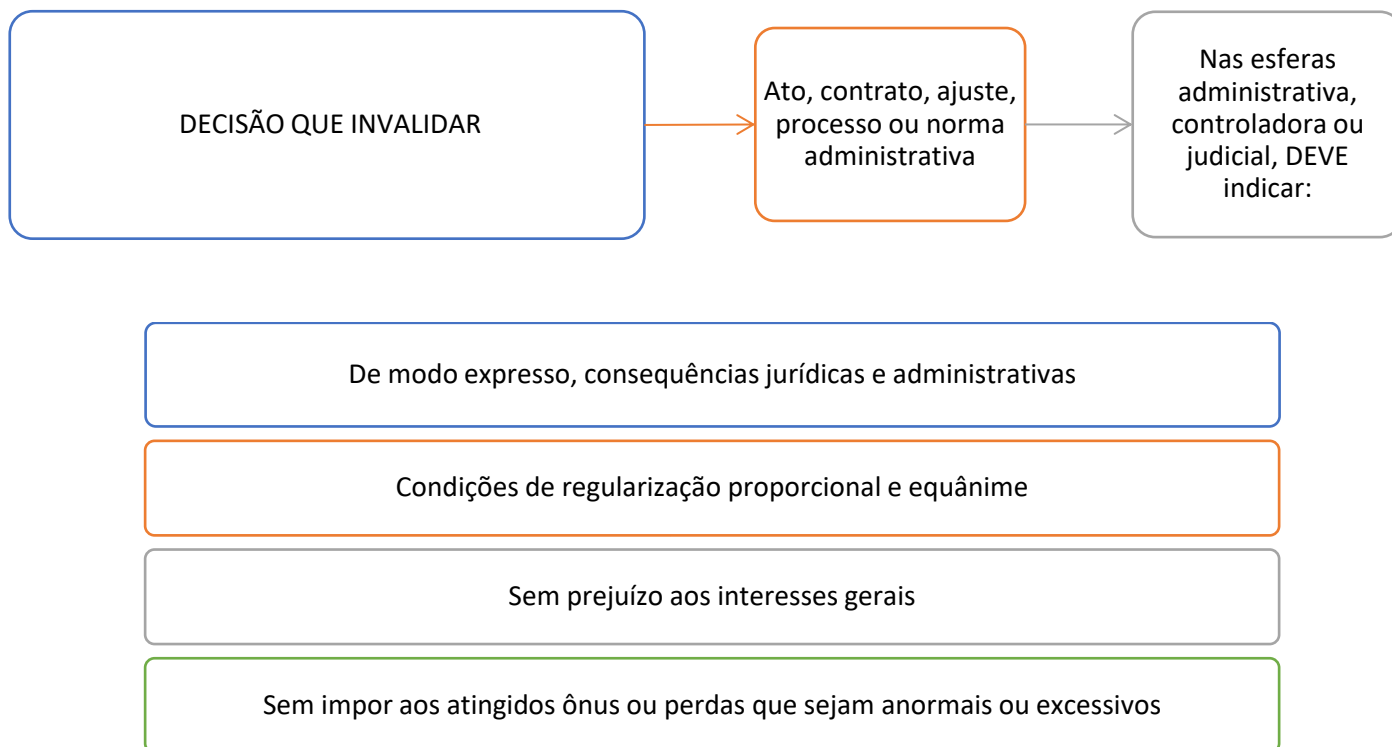 DECISÃO QUE INVALIDAR
Ato, contrato, ajuste,
processo ou norma
administrativa
Nas esferas
administrativa,
controladora ou
judicial, DEVE
indicar:
De modo expresso, consequências jurídicas e administrativas
Condições de regularização proporcional e equânime
Sem prejuízo aos interesses gerais
Sem impor aos atingidos ônus ou perdas que sejam anormais ou excessivos